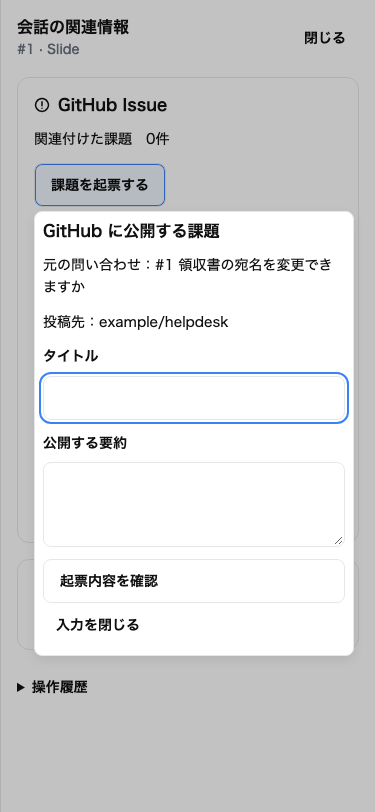 会話の関連情報
#1 · Slide
閉じる
GitHub Issue
関連付けた課題　0件
課題を起票する
GitHub に公開する課題
元の問い合わせ：#1 領収書の宛名を変更でき
ますか
投稿先：example/helpdesk
タイトル
公開する要約
起票内容を確認
入力を閉じる
操作履歴